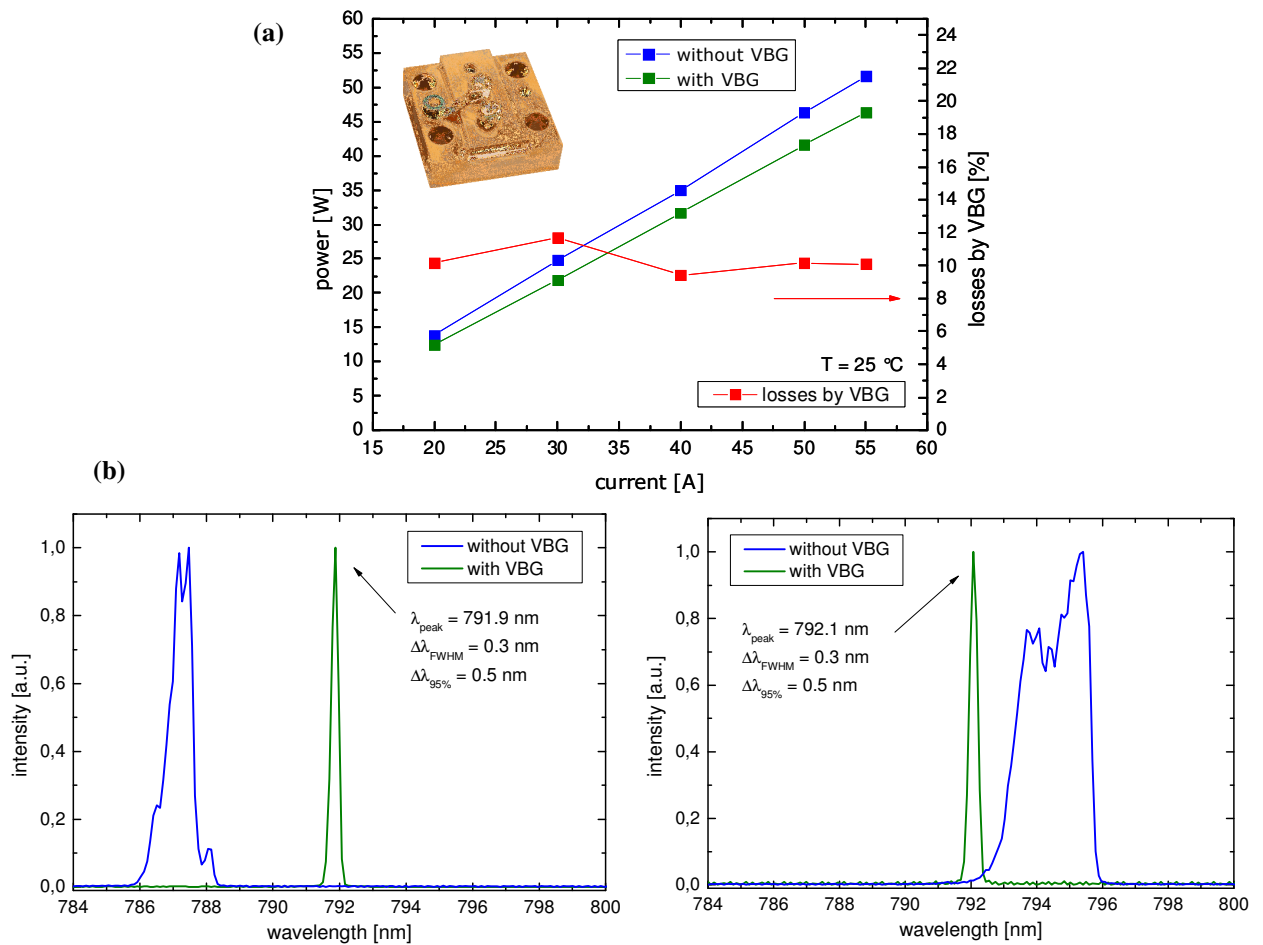 (a)
60
55
50
45
40
35
30
25
20
15
10
5
0
power [W]
without VBG
with VBG
24
22
20
18
16
14
12
10
8
6
4
2
0
losses by VBG [%]
T = 25 °C
losses by VBG
15 20 25 30 35 40 45 50 55 60
current [A]
(b)
1,0
0,8
0,6
0,4
0,2
0,0
intensity [a.u.]
without VBG
with VBG
λpeak = 791.9 nm
ΔλFWHM = 0.3 nm
Δλ95% = 0.5 nm
784 786 788 790 792 794 796 798 800
wavelength [nm]
1,0
0,8
0,6
0,4
0,2
0,0
intensity [a.u.]
without VBG
with VBG
λpeak = 792.1 nm
ΔλFWHM = 0.3 nm
Δλ95% = 0.5 nm
784 786 788 790 792 794 796 798 800
wavelength [nm]